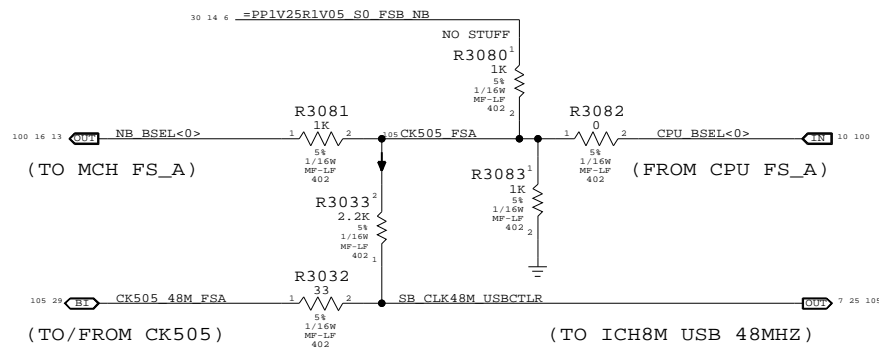 30 14 6 =PP1V25R1V05_S0_FSB_NB
NO STUFF
R3080
1
1K
5%
1/16W
MF-LF
402
2
R3081
1 1K 2
5%
1/16W
MF-LF
402
R3082
1 0 2
5%
1/16W
MF-LF
402
100 16 13 OUT NB_BSEL<0>
105 CK505_FSA
CPU_BSEL<0> IN 10 100
(TO MCH FS_A)
(FROM CPU FS_A)
R3083
1
1K
5%
1/16W
MF-LF
402
2
R3033
2
2.2K
5%
1/16W
MF-LF
402
1
R3032
1 33 2
5%
1/16W
MF-LF
402
105 29 BI CK505_48M_FSA
SB_CLK48M_USBCTLR OUT 7 25 105
(TO/FROM CK505)
(TO ICH8M USB 48MHZ)